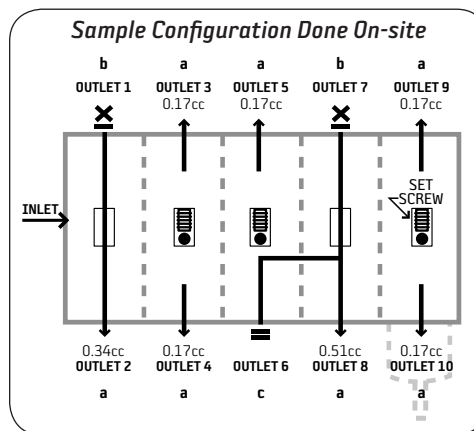 Sample Configuration Done On-site
b a a b a
OUTLET 1 OUTLET 3 OUTLET 5 OUTLET 7 OUTLET 9
0.17cc 0.17cc 0.17cc
SET
SCREW
INLET
0.34cc 0.17cc 0.51cc 0.17cc
OUTLET 2 OUTLET 4 OUTLET 6 OUTLET 8 OUTLET 10
a a c a a